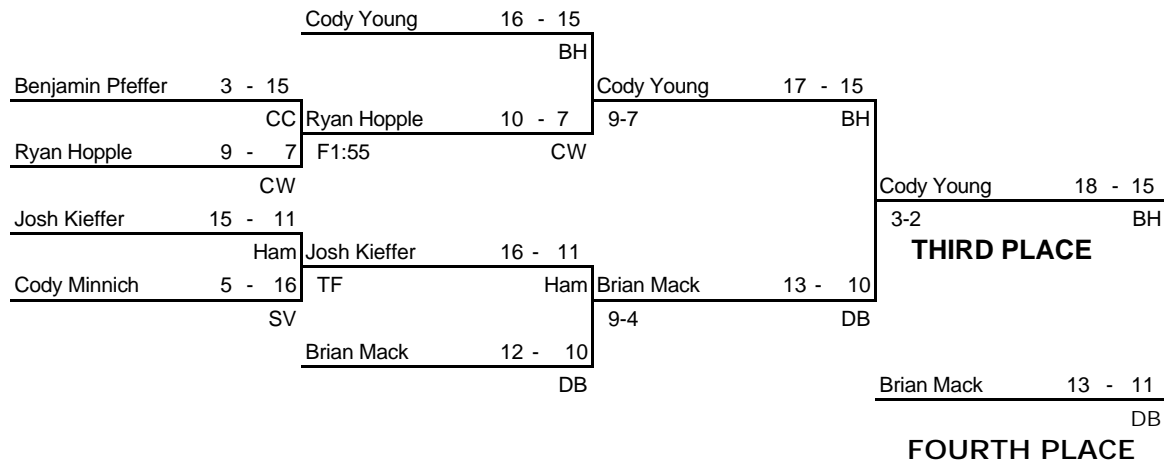 Cody Young 16 - 15
BH
Benjamin Pfeffer 3 - 15
Cody Young 17 - 15
CC Ryan Hopple 10 - 7
9-7 BH
Ryan Hopple 9 - 7
F1:55 CW
CW
Cody Young 18 - 15
Josh Kieffer 15 - 11
3-2 BH
Ham Josh Kieffer 16 - 11
THIRD PLACE
Cody Minnich 5 - 16
TF Ham Brian Mack 13 - 10
SV
9-4 DB
Brian Mack 12 - 10
DB
Brian Mack 13 - 11
DB
FOURTH PLACE